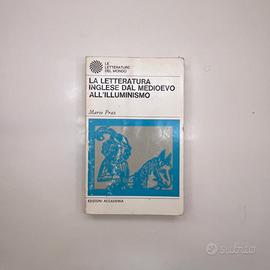 LE
LETTERATURE
DEL MONDO
LA LETTERATURA
INGLESE DAL MEDIOEVO
ALL'ILLUMINISMO
Mario Praz
EDIZIONI ACCADEMIA
subito